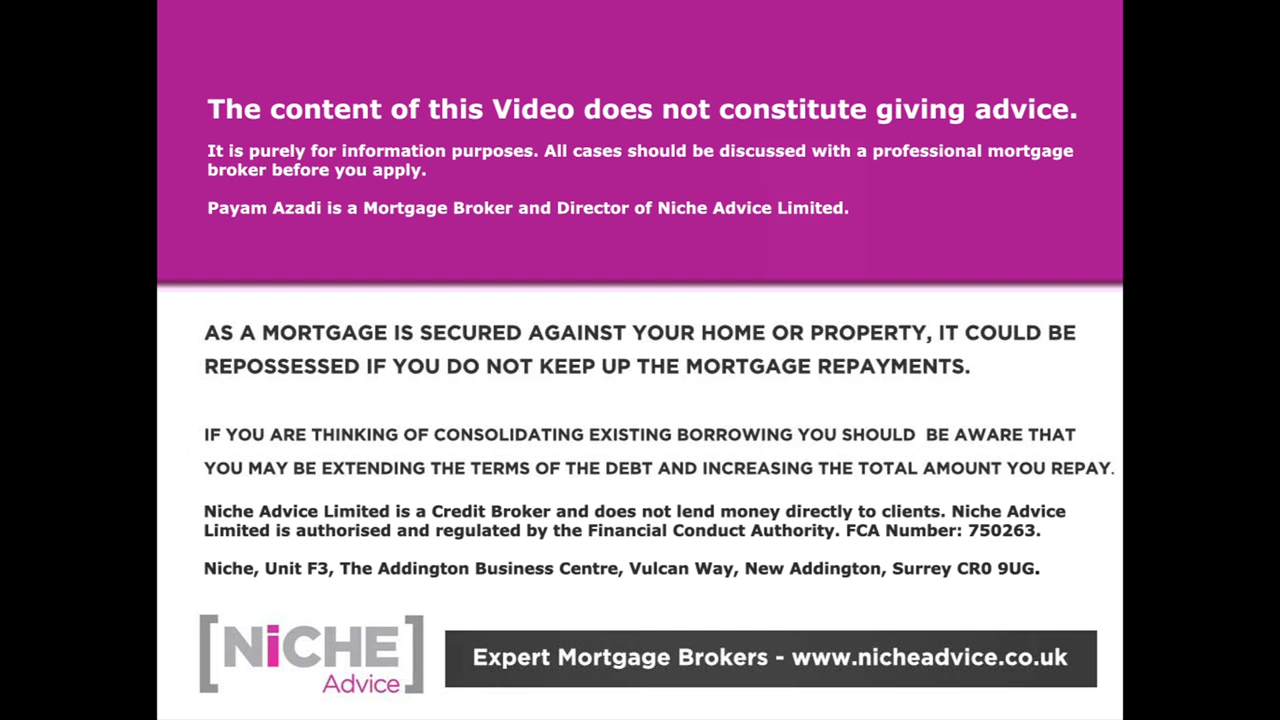 The content of this Video does not constitute giving advice.
It is purely for information purposes. All cases should be discussed with a professional mortgage
broker before you apply.
Payam Azadi is a Mortgage Broker and Director of Niche Advice Limited.
AS A MORTGAGE IS SECURED AGAINST YOUR HOME OR PROPERTY, IT COULD BE
REPOSSESSED IF YOU DO NOT KEEP UP THE MORTGAGE REPAYMENTS.
IF YOU ARE THINKING OF CONSOLIDATING EXISTING BORROWING YOU SHOULD BE AWARE THAT
YOU MAY BE EXTENDING THE TERMS OF THE DEBT AND INCREASING THE TOTAL AMOUNT YOU REPAY.
Niche Advice Limited is a Credit Broker and does not lend money directly to clients. Niche Advice
Limited is authorised and regulated by the Financial Conduct Authority. FCA Number: 750263.
Niche, Unit F3, The Addington Business Centre, Vulcan Way, New Addington, Surrey CR0 9UG.
[NiCHE
Advice]
Expert Mortgage Brokers - www.nicheadvice.co.uk